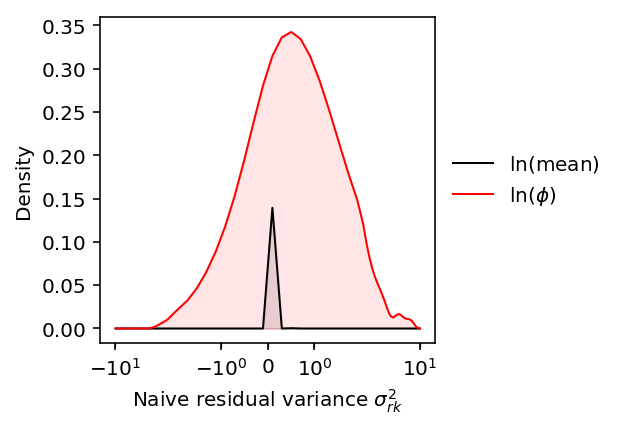 0.35
0.30
0.25
0.20
0.15
0.10
0.05
0.00
Density
−10¹ −10⁰ 0 10⁰ 10¹
Naive residual variance σ²ᵣₖ
ln(mean)
ln(ϕ)